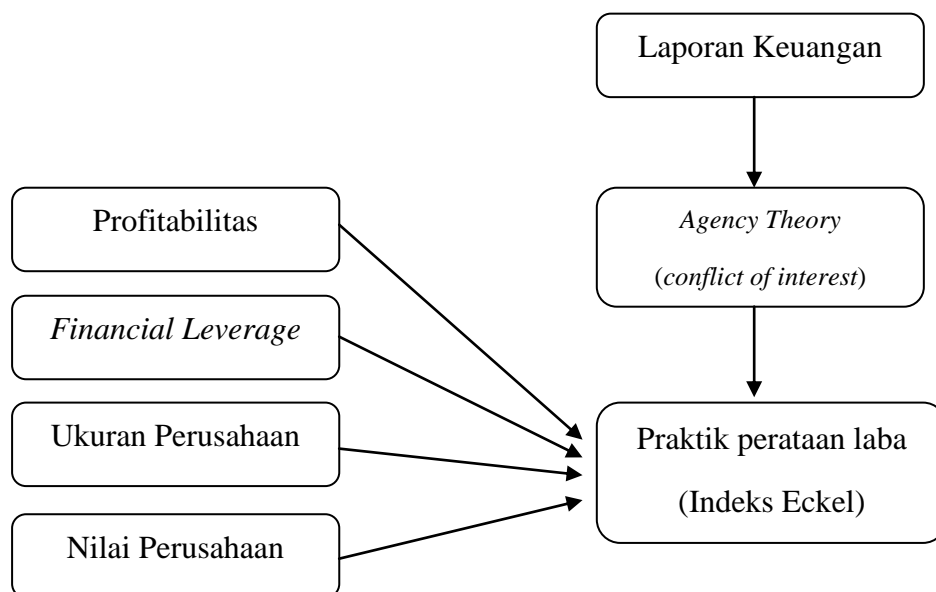 Laporan Keuangan
Profitabilitas
Agency Theory
(conflict of interest)
Financial Leverage
Ukuran Perusahaan
Praktik perataan laba
(Indeks Eckel)
Nilai Perusahaan